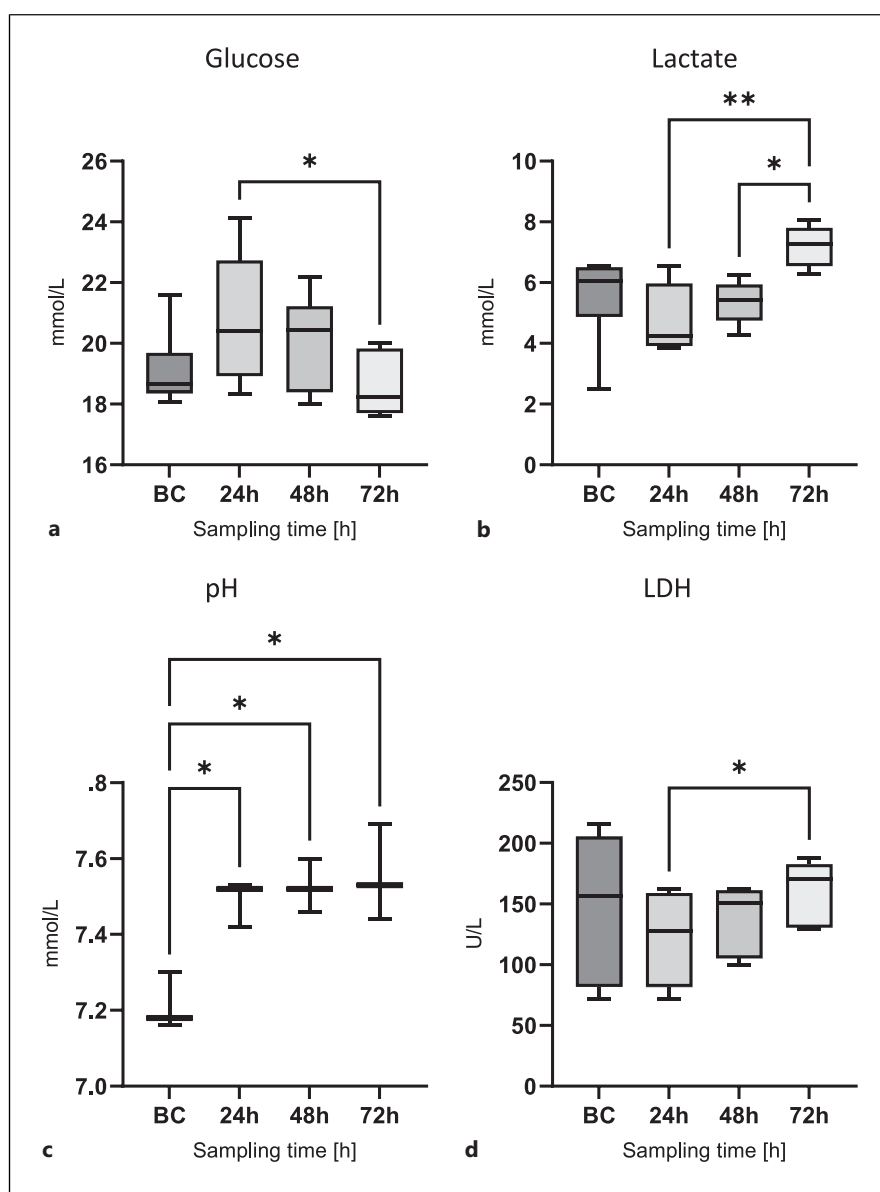 Glucose
*
26
24
22
20
18
16
mmol/L
BC 24h 48h 72h
Sampling time [h]
a
Lactate
**
*
10
8
6
4
2
0
mmol/L
BC 24h 48h 72h
Sampling time [h]
b
pH
*
*
*
.8
7.6
7.4
7.2
7.0
mmol/L
BC 24h 48h 72h
Sampling time [h]
c
LDH
*
250
200
150
100
50
0
U/L
BC 24h 48h 72h
Sampling time [h]
d